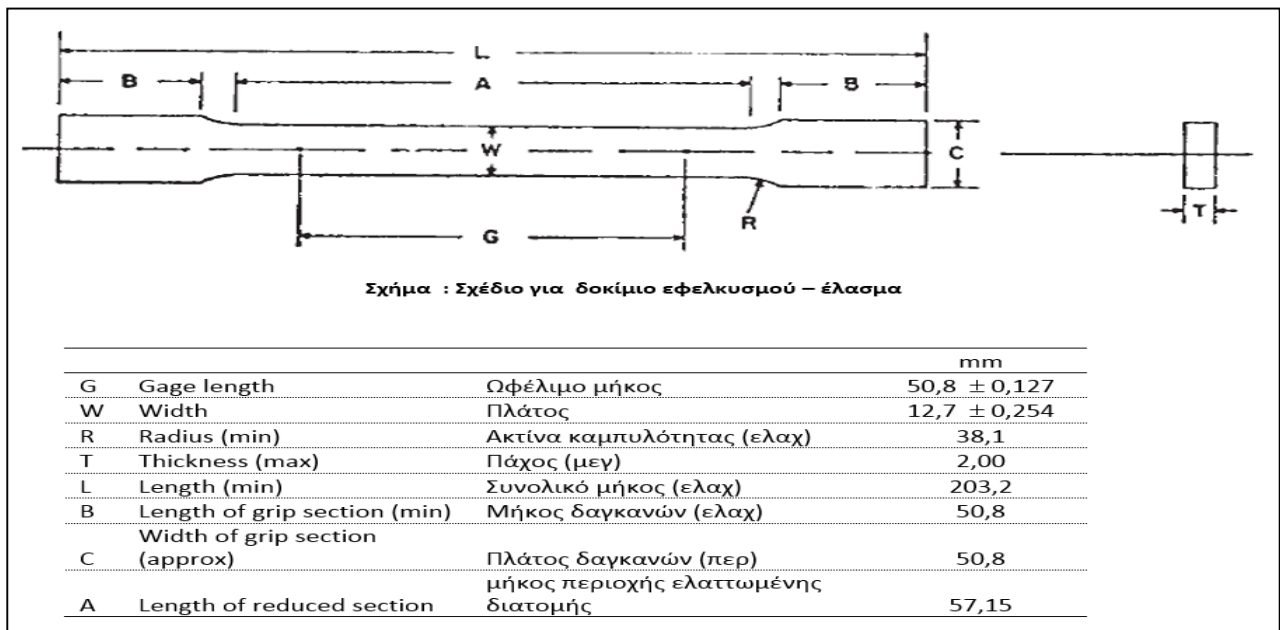 L
B A B
W C
R T
G
Σχήμα : Σχέδιο για δοκίμιο εφελκυσμού – έλασμα
mm
G Gage length Ωφέλιμο μήκος 50,8 ± 0,127
W Width Πλάτος 12,7 ± 0,254
R Radius (min) Ακτίνα καμπυλότητας (ελαχ) 38,1
T Thickness (max) Πάχος (μεγ) 2,00
L Length (min) Συνολικό μήκος (ελαχ) 203,2
B Length of grip section (min) Μήκος δαγκανών (ελαχ) 50,8
Width of grip section
C (approx) Πλάτος δαγκανών (περ) 50,8
μήκος περιοχής ελαττωμένης
A Length of reduced section διατομής 57,15